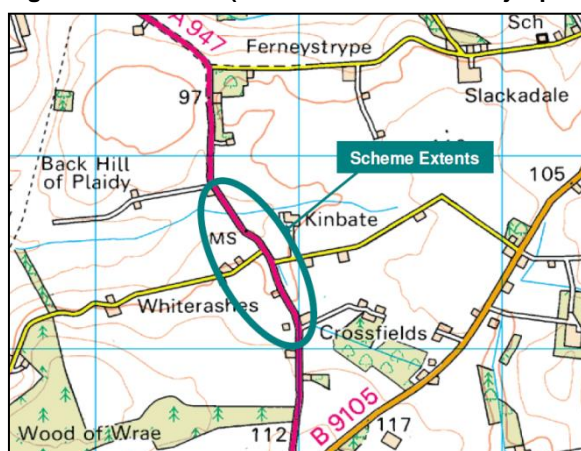 A 947
Sch
Ferneystrype
Slackadale
97
Back Hill
of Plaidy
Scheme Extents
105
Kinbate
MS
Whiterashes
Crossfields
B 9105
117
112
Wood of Wrae